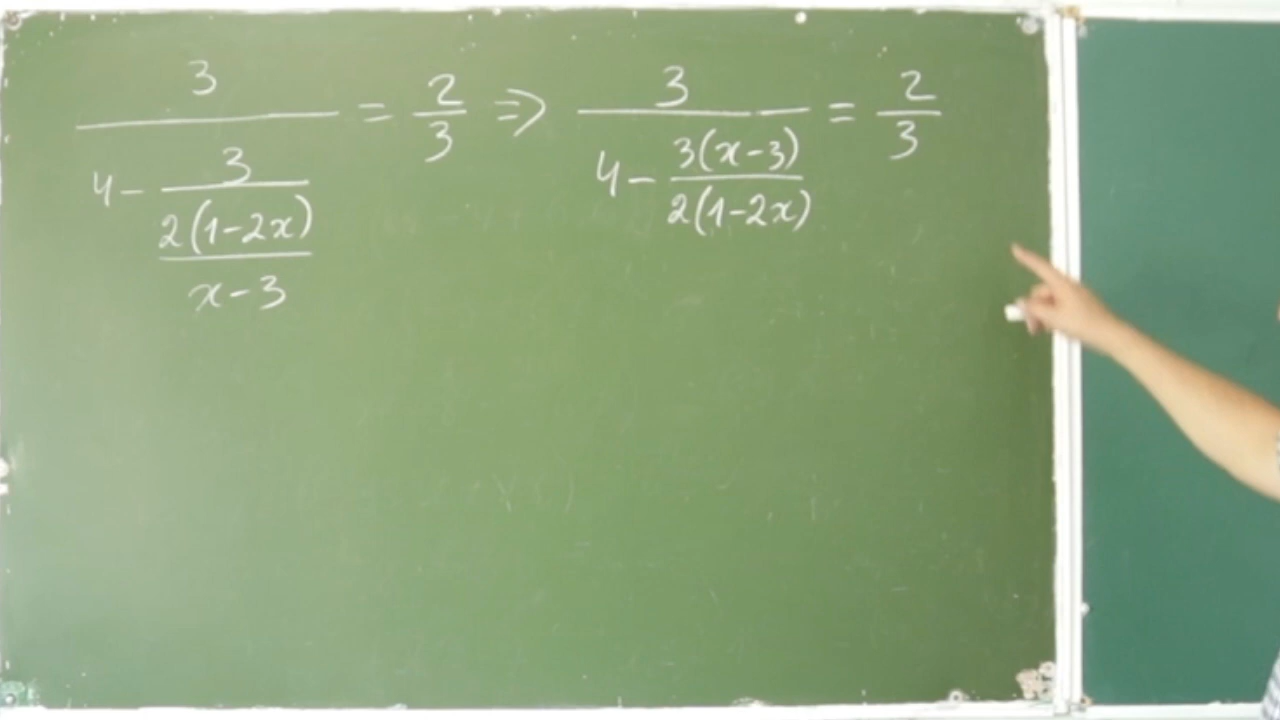 3 / (4 - 3 / (2(1-2x) / (x-3))) = 2/3 ⇒ 3 / (4 - 3(x-3) / 2(1-2x)) = 2/3